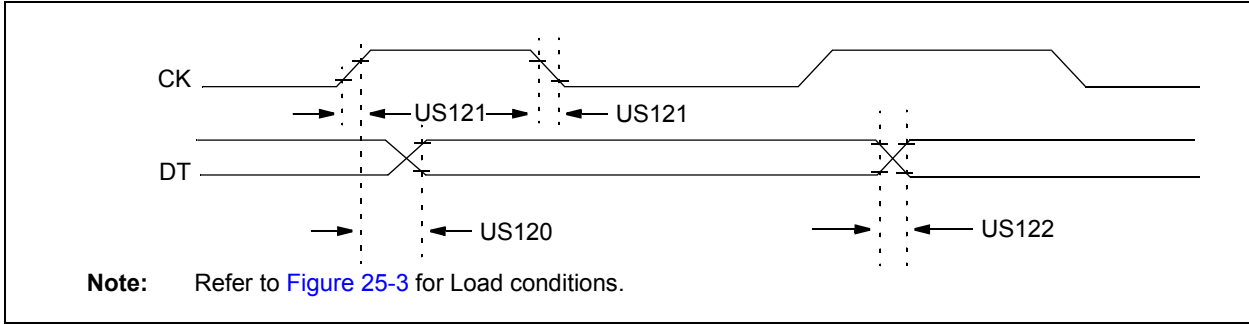 CK
US121
US121
DT
US120
US122
Note: Refer to Figure 25-3 for Load conditions.